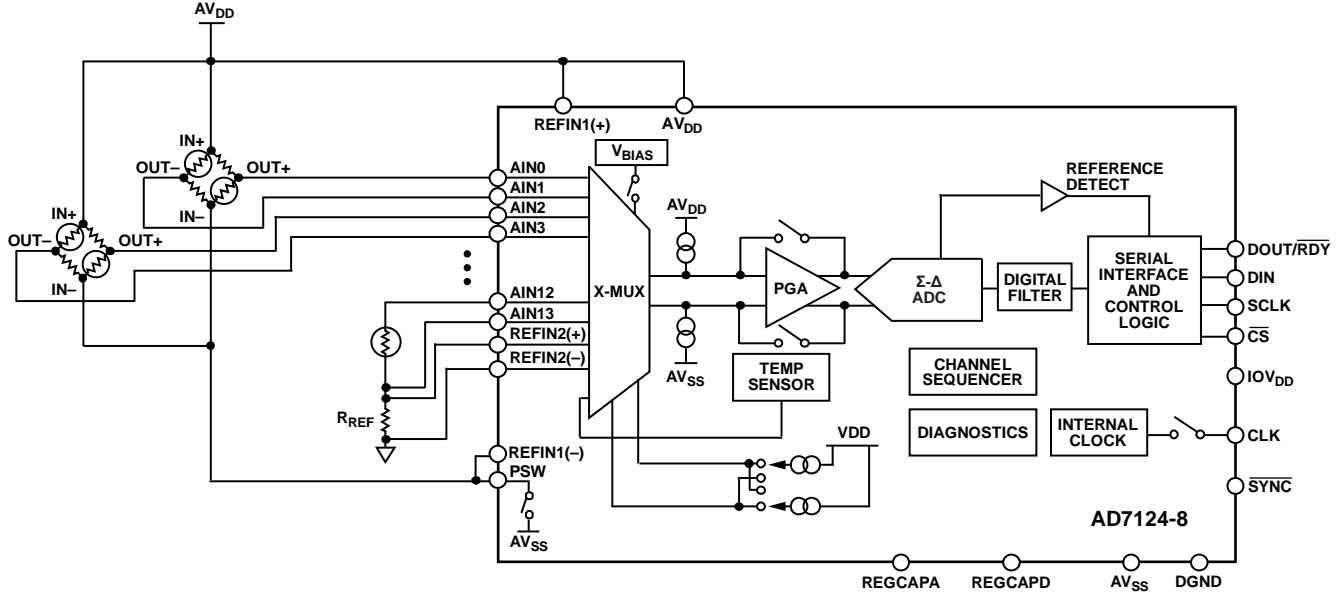 AVDD
REFIN1(+)
AVDD
IN+
OUT–
OUT+
IN–
IN+
OUT–
OUT+
IN–
AIN0
AIN1
AIN2
AIN3
AIN12
AIN13
REFIN2(+)
REFIN2(–)
RREF
REFIN1(–)
PSW
AVSS
VBIAS
X-MUX
AVDD
AVSS
PGA
TEMP
SENSOR
VDD
Σ-Δ
ADC
REFERENCE
DETECT
DIGITAL
FILTER
SERIAL
INTERFACE
AND
CONTROL
LOGIC
CHANNEL
SEQUENCER
DIAGNOSTICS
INTERNAL
CLOCK
DOUT/R̅D̅Y̅
DIN
SCLK
C̅S̅
IOVDD
CLK
S̅Y̅N̅C̅
AD7124-8
REGCAPA
REGCAPD
AVSS
DGND